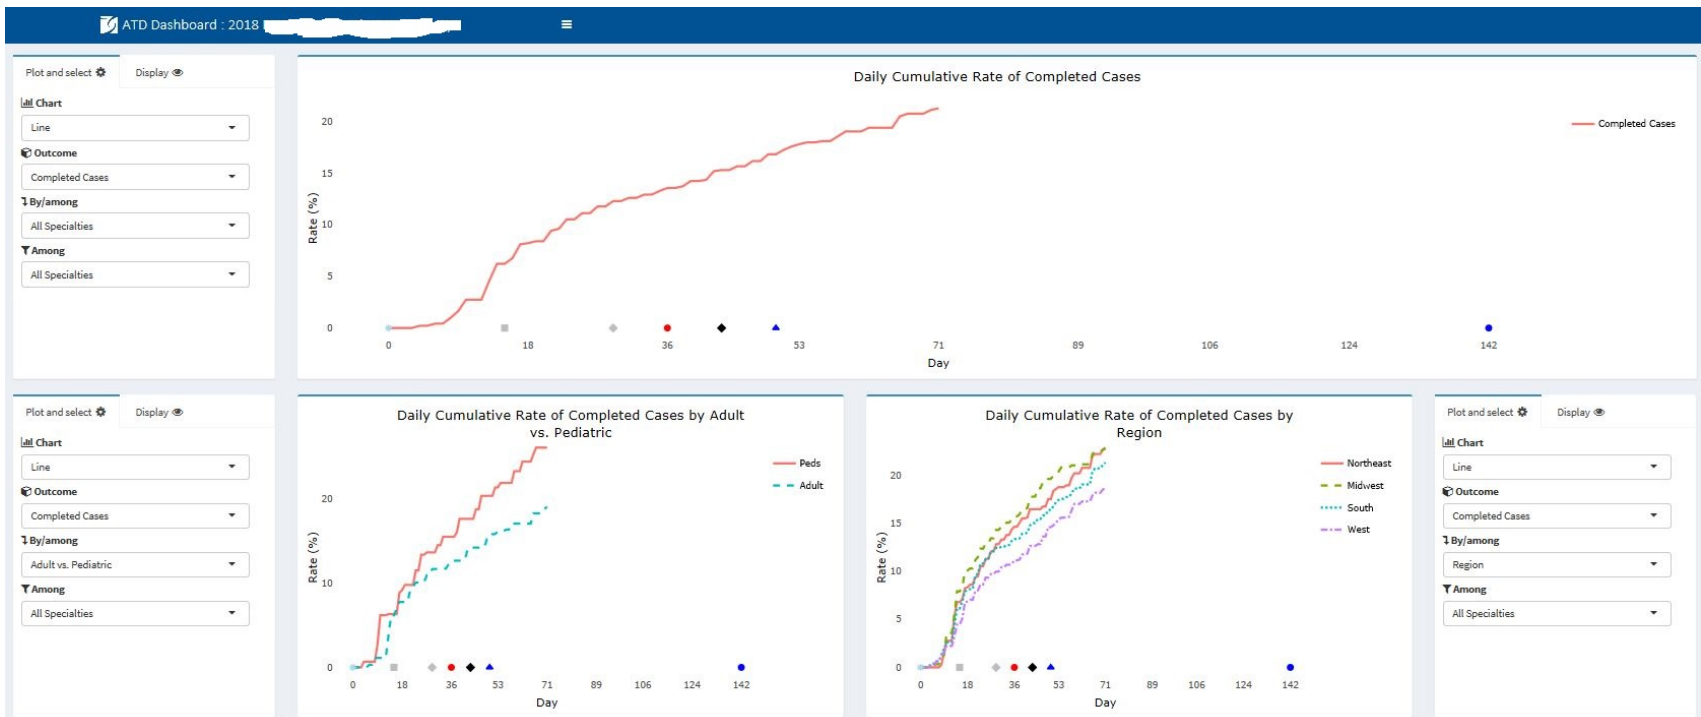 ATD Dashboard : 2018
Plot and select
Display
Chart
Line
Outcome
Completed Cases
By/among
All Specialties
Among
All Specialties
Daily Cumulative Rate of Completed Cases
Completed Cases
Rate (%)
20
15
10
5
0
0 18 36 53 71 89 106 124 142
Day
Plot and select
Display
Chart
Line
Outcome
Completed Cases
By/among
Adult vs. Pediatric
Among
All Specialties
Daily Cumulative Rate of Completed Cases by Adult
vs. Pediatric
Peds
Adult
Rate (%)
20
10
0
0 18 36 53 71 89 106 124 142
Day
Daily Cumulative Rate of Completed Cases by
Region
Northeast
Midwest
South
West
Rate (%)
20
15
10
5
0
0 18 36 53 71 89 106 124 142
Day
Plot and select
Display
Chart
Line
Outcome
Completed Cases
By/among
Region
Among
All Specialties